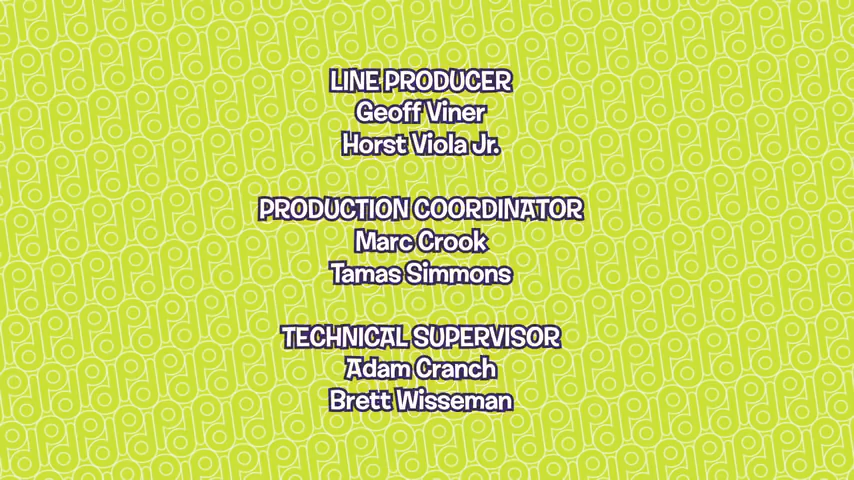 LINE PRODUCER
Geoff Viner
Horst Viola Jr.
PRODUCTION COORDINATOR
Marc Crook
Tamas Simmons
TECHNICAL SUPERVISOR
Adam Cranch
Brett Wisseman